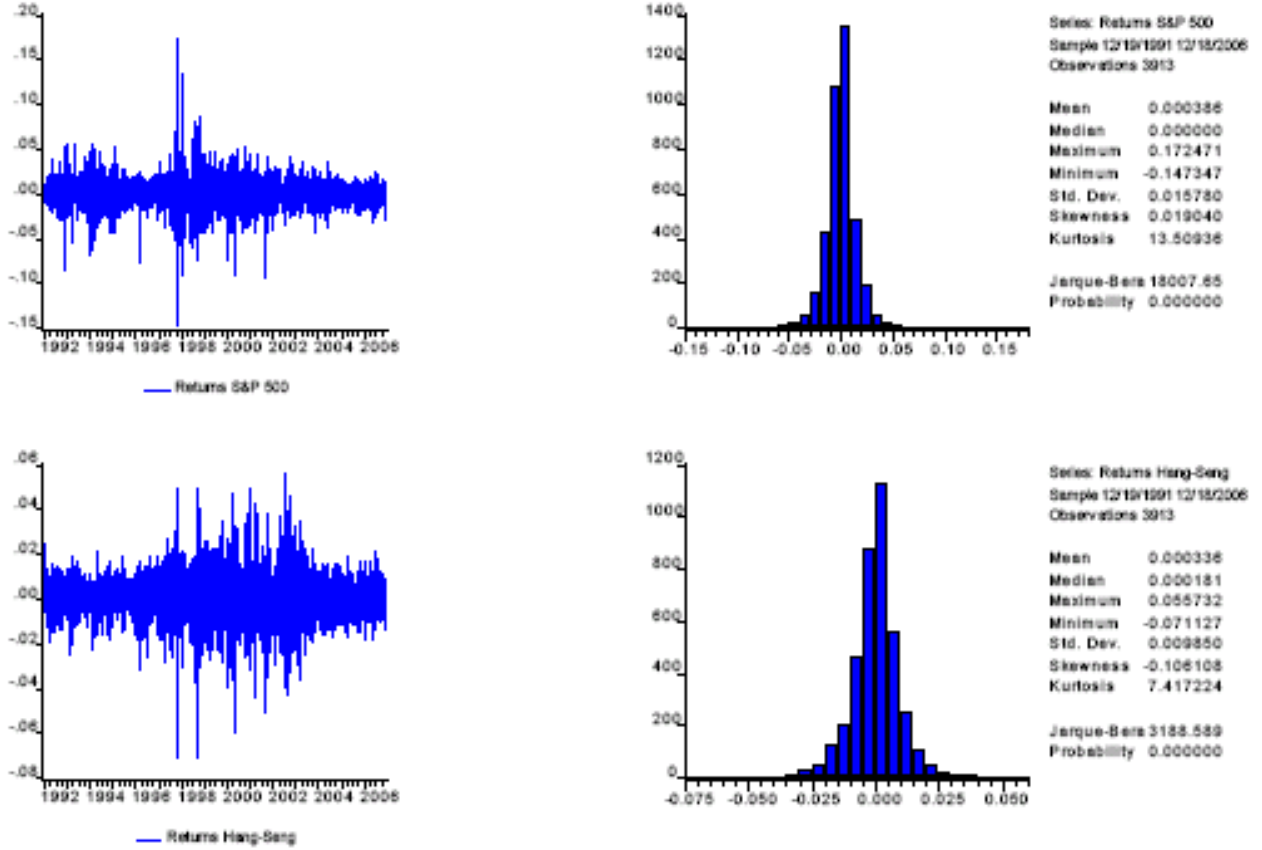 .20
.15
.10
.05
.00
-.05
-.10
-.15
1992 1994 1996 1998 2000 2002 2004 2006
Returns S&P 500
1400
1200
1000
800
600
400
200
0
-0.15 -0.10 -0.05 0.00 0.05 0.10 0.15
Series: Returns S&P 500
Sample 12/19/1991 12/18/2006
Observations 3913
Mean 0.000386
Median 0.000000
Maximum 0.172471
Minimum -0.147347
Std. Dev. 0.015780
Skewness 0.019040
Kurtosis 13.50936
Jarque-Bera 18007.65
Probability 0.000000
.06
.04
.02
.00
-.02
-.04
-.06
-.08
1992 1994 1996 1998 2000 2002 2004 2006
Returns Hang-Seng
1200
1000
800
600
400
200
0
-0.075 -0.050 -0.025 0.000 0.025 0.050
Series: Returns Hang-Seng
Sample 12/19/1991 12/18/2006
Observations 3913
Mean 0.000336
Median 0.000181
Maximum 0.055732
Minimum -0.071127
Std. Dev. 0.009850
Skewness -0.106108
Kurtosis 7.417224
Jarque-Bera 3188.589
Probability 0.000000